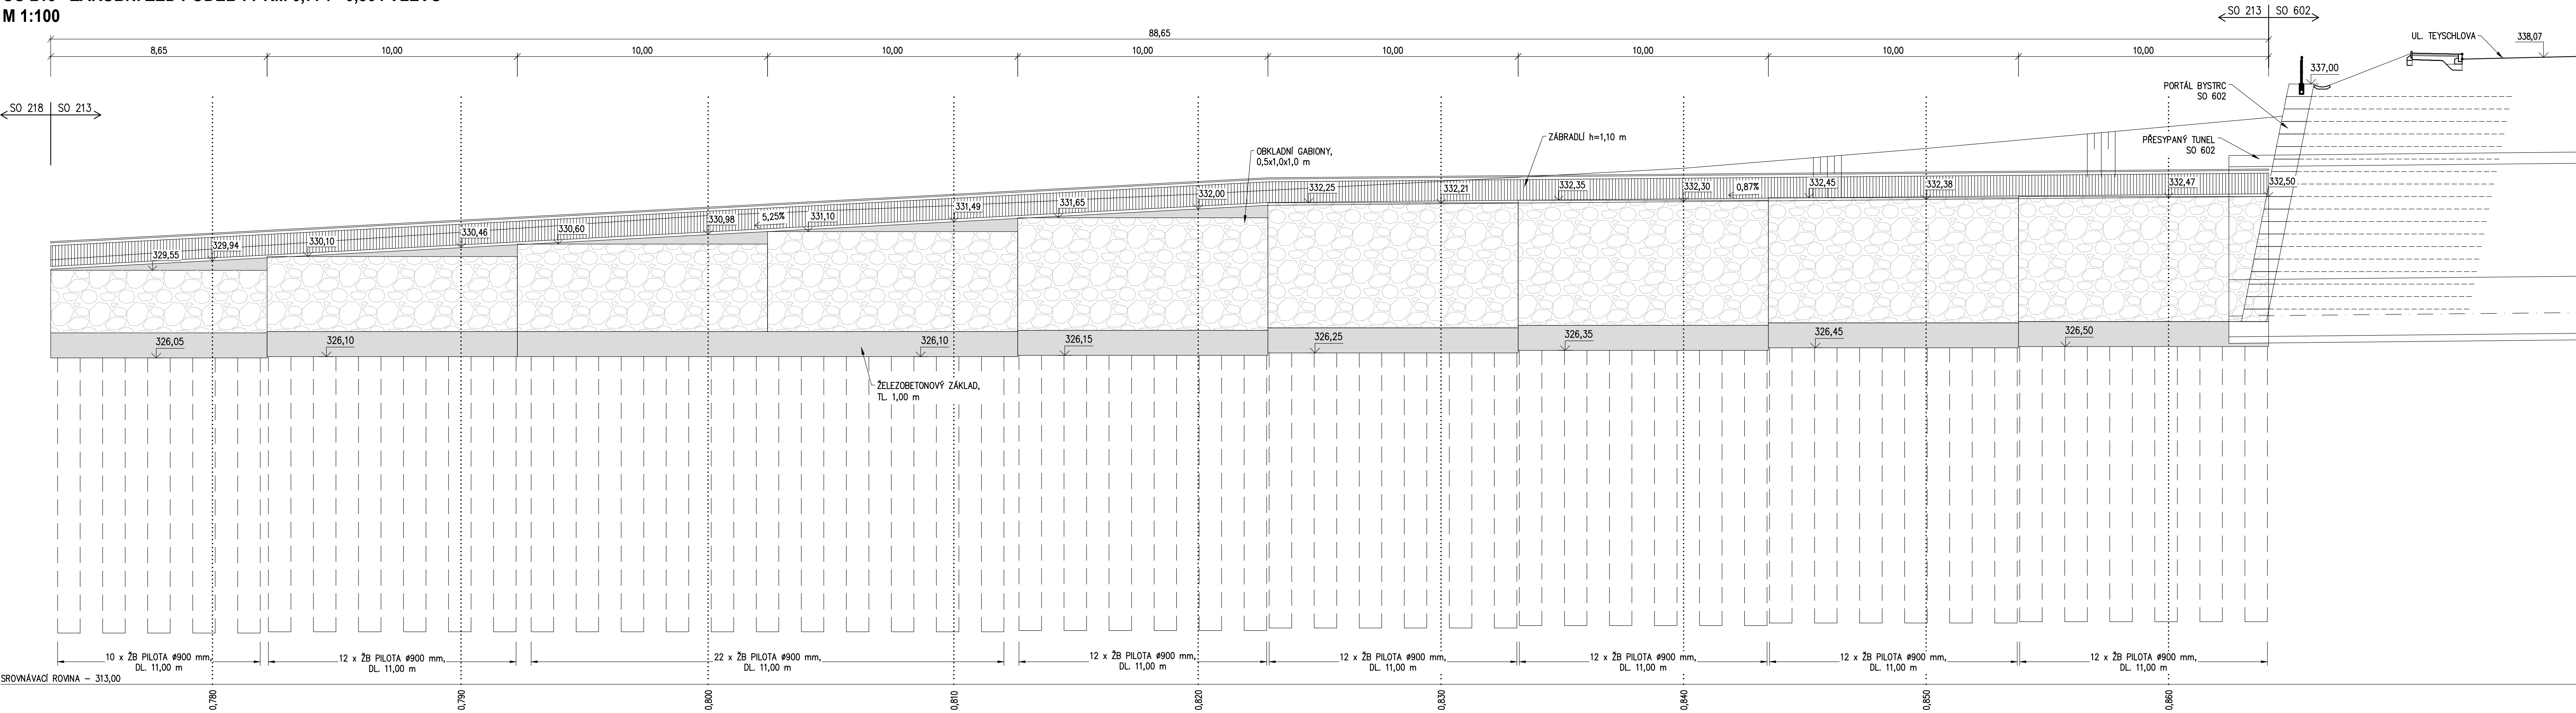 M 1:100
SO 213
SO 602
88,65
8,65
10,00
10,00
10,00
10,00
10,00
10,00
10,00
10,00
UL. TEYSCHLOVA
338,07
337,00
PORTÁL BYSTRC
SO 602
SO 218
SO 213
PŘESYPANÝ TUNEL
SO 602
ZÁBRADLÍ h=1,10 m
OBKLADNÍ GABIONY,
0,5x1,0x1,0 m
329,55
329,94
330,10
330,46
330,60
330,98
5,25%
331,10
331,49
331,65
332,00
332,25
332,21
332,35
332,30
0,87%
332,45
332,38
332,47
332,50
326,05
326,10
326,10
326,15
326,25
326,35
326,45
326,50
ŽELEZOBETONOVÝ ZÁKLAD,
TL. 1,00 m
10 x ŽB PILOTA ø900 mm,
DL. 11,00 m
12 x ŽB PILOTA ø900 mm,
DL. 11,00 m
22 x ŽB PILOTA ø900 mm,
DL. 11,00 m
12 x ŽB PILOTA ø900 mm,
DL. 11,00 m
12 x ŽB PILOTA ø900 mm,
DL. 11,00 m
12 x ŽB PILOTA ø900 mm,
DL. 11,00 m
12 x ŽB PILOTA ø900 mm,
DL. 11,00 m
12 x ŽB PILOTA ø900 mm,
DL. 11,00 m
SROVNÁVACÍ ROVINA – 313,00
0,780
0,790
0,800
0,810
0,820
0,830
0,840
0,850
0,860